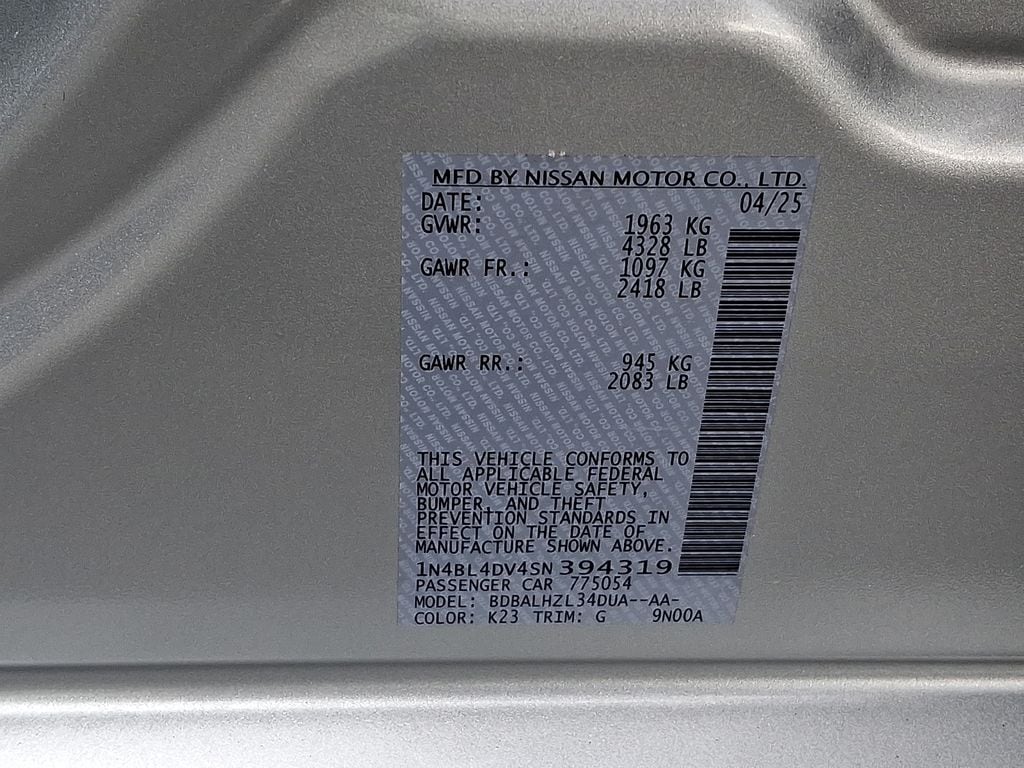 MFD BY NISSAN MOTOR CO., LTD.
DATE: 04/25
GVWR: 1963 KG
4328 LB
GAWR FR.: 1097 KG
2418 LB
GAWR RR.: 945 KG
2083 LB
THIS VEHICLE CONFORMS TO
ALL APPLICABLE FEDERAL
MOTOR VEHICLE SAFETY,
BUMPER, AND THEFT
PREVENTION STANDARDS IN
EFFECT ON THE DATE OF
MANUFACTURE SHOWN ABOVE.
1N4BL4DV4SN394319
PASSENGER CAR 775054
MODEL: BDBALHZL34DUA--AA-
COLOR: K23 TRIM: G 9N00A